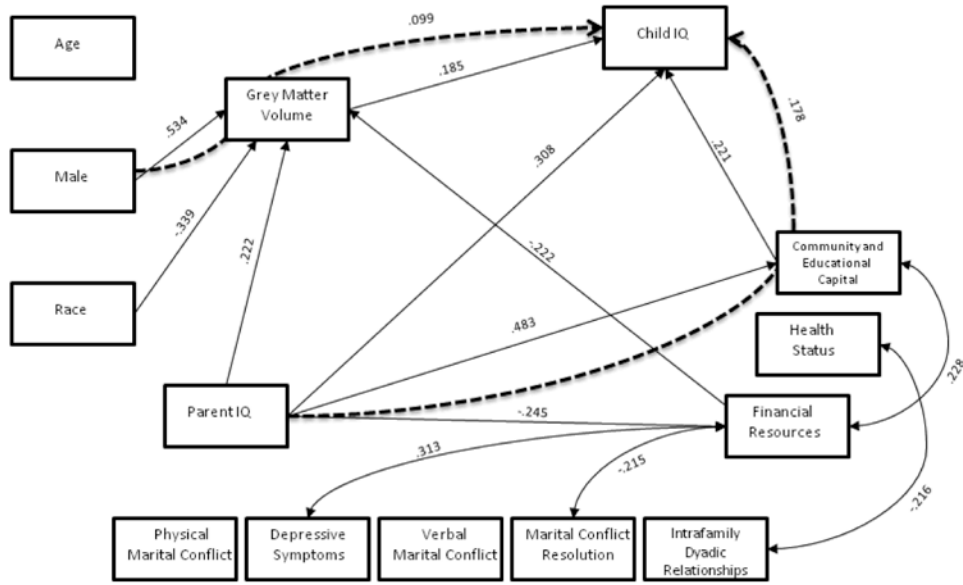 Age
.099
Child IQ
.185
Grey Matter
Volume
.534
.178
Male
.308
.221
-.339
.222
-.222
Community and
Educational
Capital
Race
.483
Health
Status
.228
Parent IQ
-.245
Financial
Resources
.313
-.215
-.216
Physical
Marital Conflict
Depressive
Symptoms
Verbal
Marital Conflict
Marital Conflict
Resolution
Intrafamily
Dyadic
Relationships